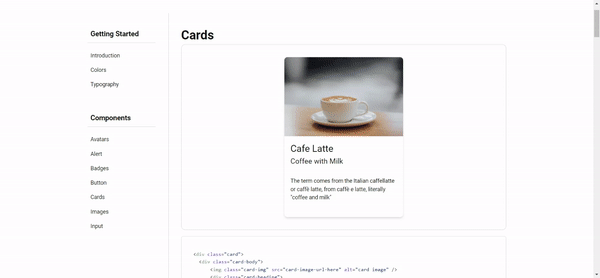 Getting Started
Introduction
Colors
Typography
Components
Avatars
Alert
Badges
Button
Cards
Images
Input
Cards
Cafe Latte
Coffee with Milk
The term comes from the Italian caffellatte
or caffè latte, from caffè e latte, literally
"coffee and milk"
<div class="card">
<div class="card-body">
<img class="card-img" src="card-image-url-here" alt="card image" />
<div class="card-heading">